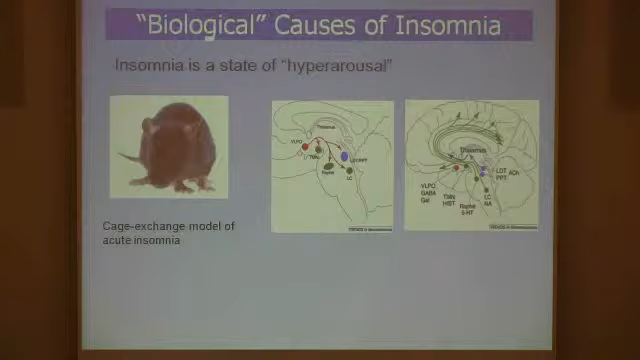 "Biological" Causes of Insomnia
Insomnia is a state of "hyperarousal"
Thalamus
VLPO
TMN
Raphe
LC
Thalamus
LDT
PPT
ACh
VLPO
GABA
Gal
TMN
HIST
Raphe
5-HT
LC
NA
Cage-exchange model of
acute insomnia